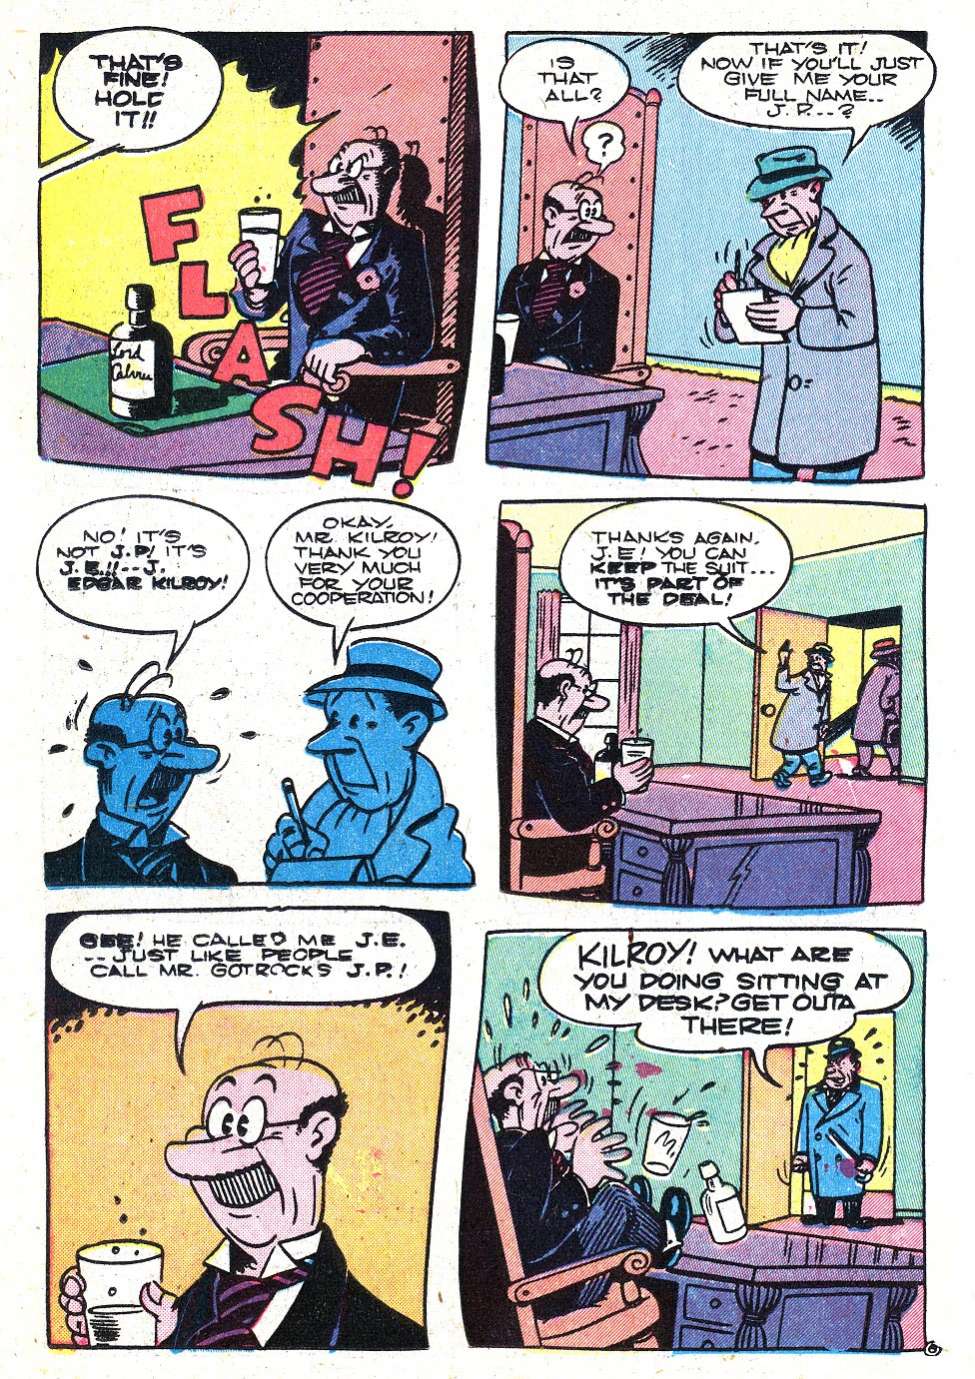 THAT'S
FINE!
HOLD
IT!!
FLASH!
Lord
Calvru
IS
THAT
ALL?
?
THAT'S IT!
NOW IF YOU'LL JUST
GIVE ME YOUR
FULL NAME..
J. P.--- ?
NO! IT'S
NOT J.P! IT'S
J.E.!!--J.
EDGAR KILROY!
OKAY,
MR. KILROY!
THANK YOU
VERY MUCH
FOR YOUR
COOPERATION!
THANKS AGAIN,
J.E! YOU CAN
KEEP THE SUIT...
IT'S PART OF
THE DEAL!
GEE! HE CALLED ME J.E.
-- JUST LIKE PEOPLE
CALL MR. GOTROCKS J.P.!
KILROY! WHAT ARE
YOU DOING SITTING AT
MY DESK? GET OUTA
THERE!